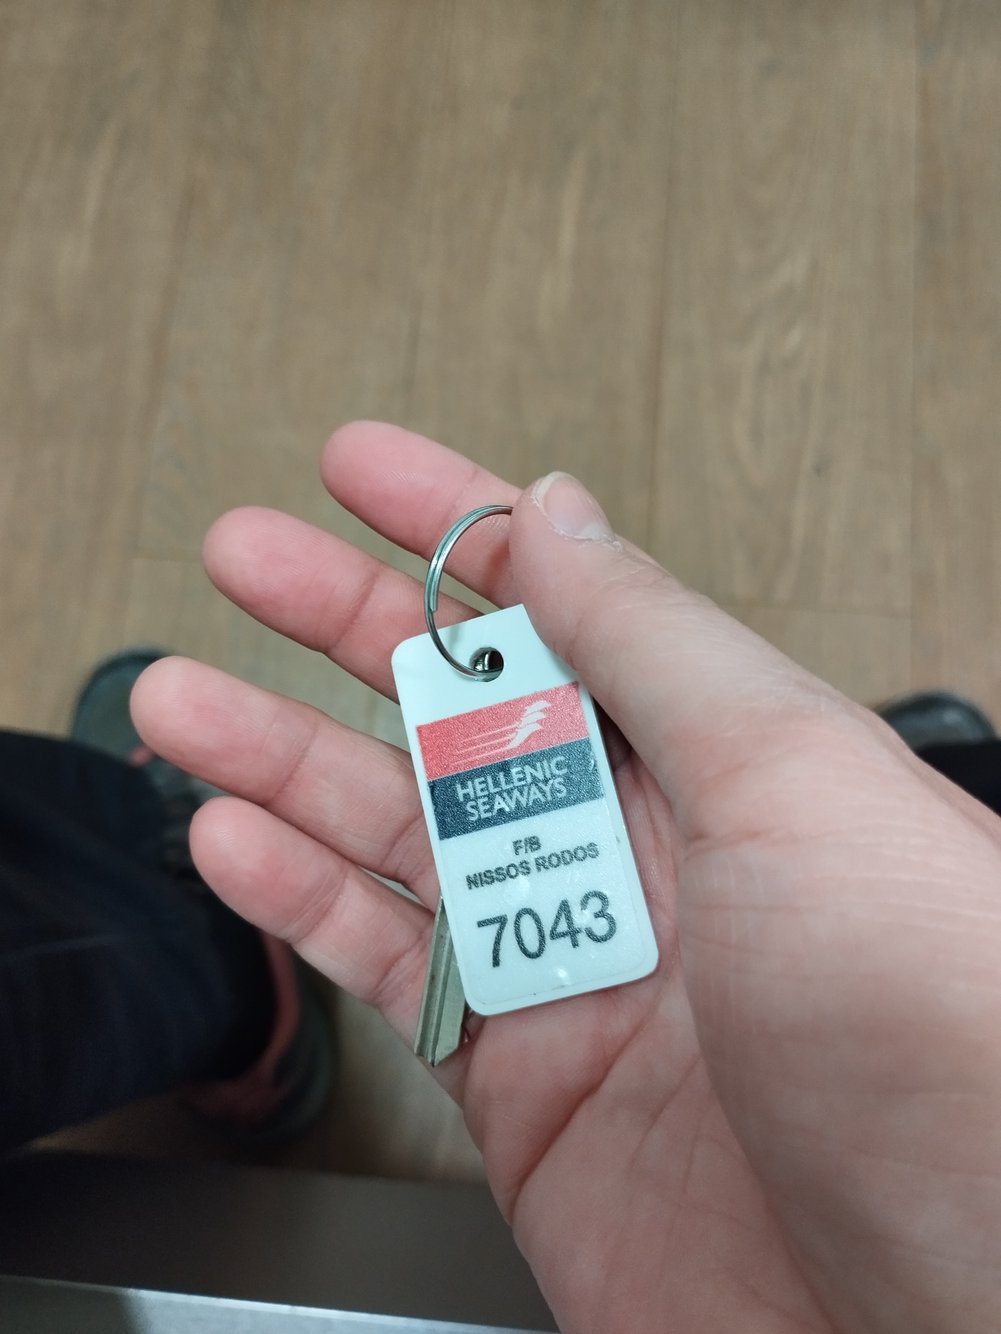 HELLENIC
SEAWAYS
F/B
NISSOS RODOS
7043